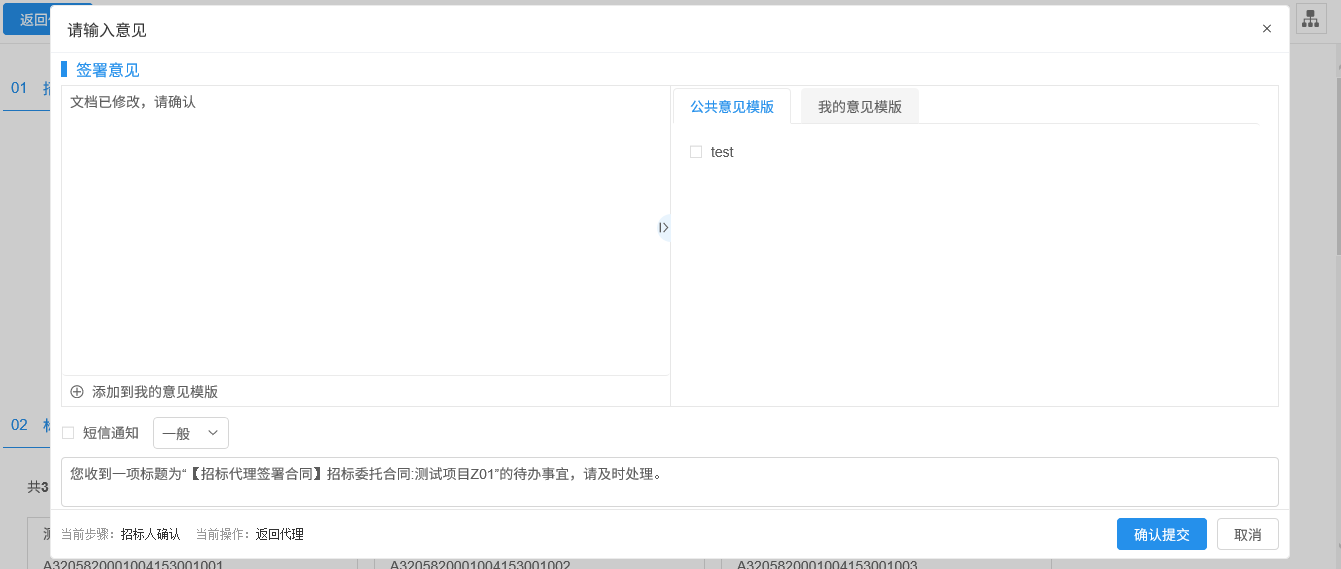 返回
请输入意见
×
01
签署意见
文档已修改，请确认
公共意见模版
我的意见模版
test
添加到我的意见模版
02
短信通知
一般
您收到一项标题为“【招标代理签署合同】招标委托合同:测试项目Z01”的待办事宜，请及时处理。
共3
当前步骤：招标人确认 当前操作：返回代理
确认提交
取消
A3205820001004153001001
A3205820001004153001002
A3205820001004153001003